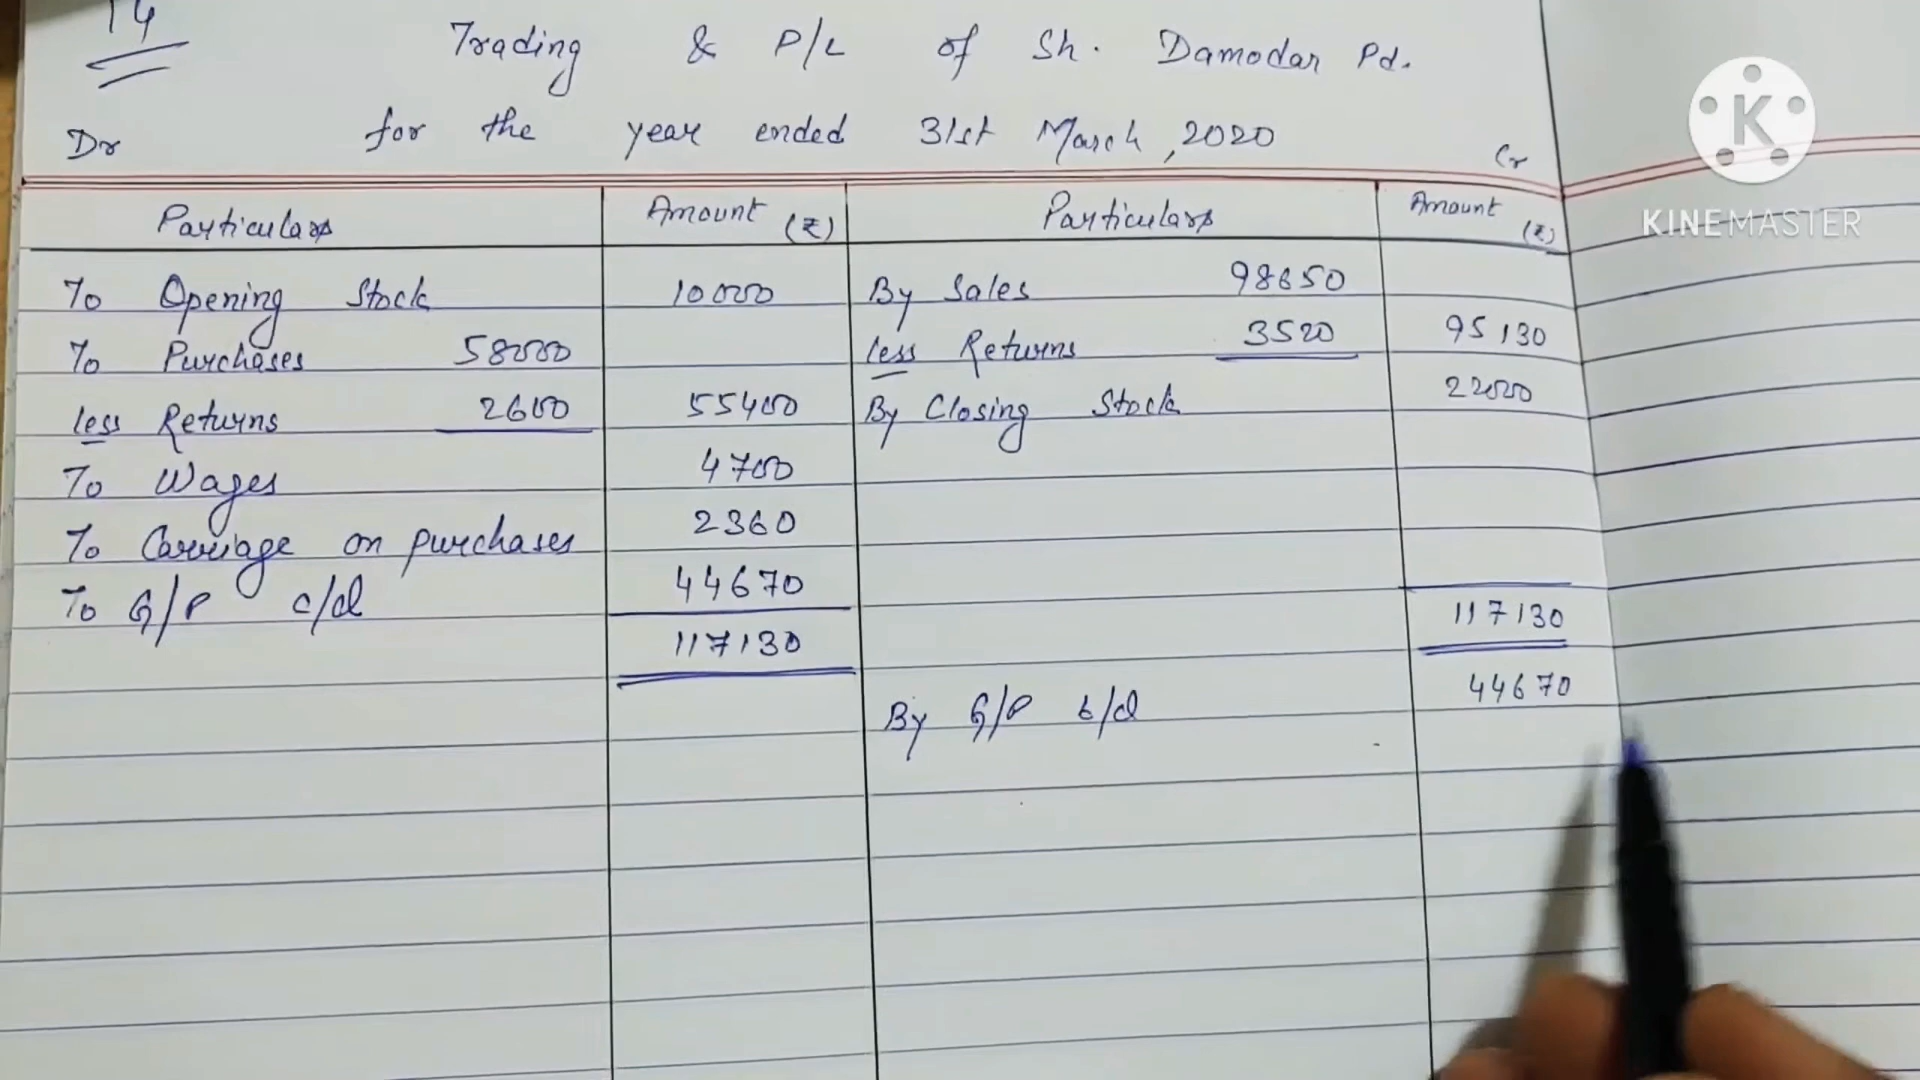 14
Trading & P/L of Sh. Damodar Pd.
for the year ended 31st March, 2020
Dr Cr
Particulars Amount (₹) Particulars Amount (₹)
To Opening Stock 10000 By Sales 98650
To Purchases 58000 less Returns 3520 95130
less Returns 2600 55400 By Closing Stock 22000
To Wages 4700
To Carriage on purchases 2360
To G/P c/d 44670
117130 117130
By G/P b/d 44670
K
KINEMASTER